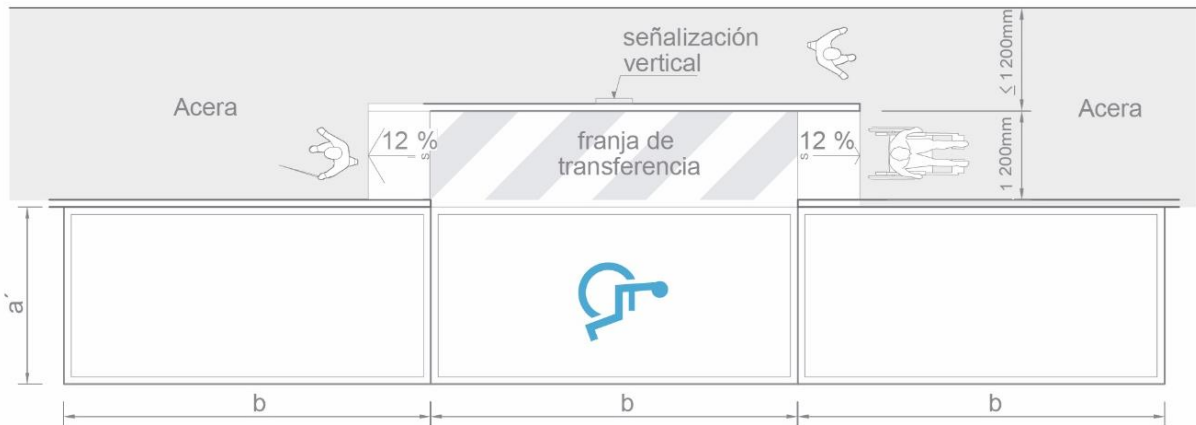 señalización
vertical
Acera
12 %
s
franja de
transferencia
12 %
s
≤ 1 200mm
1 200mm
Acera
a´
b
b
b